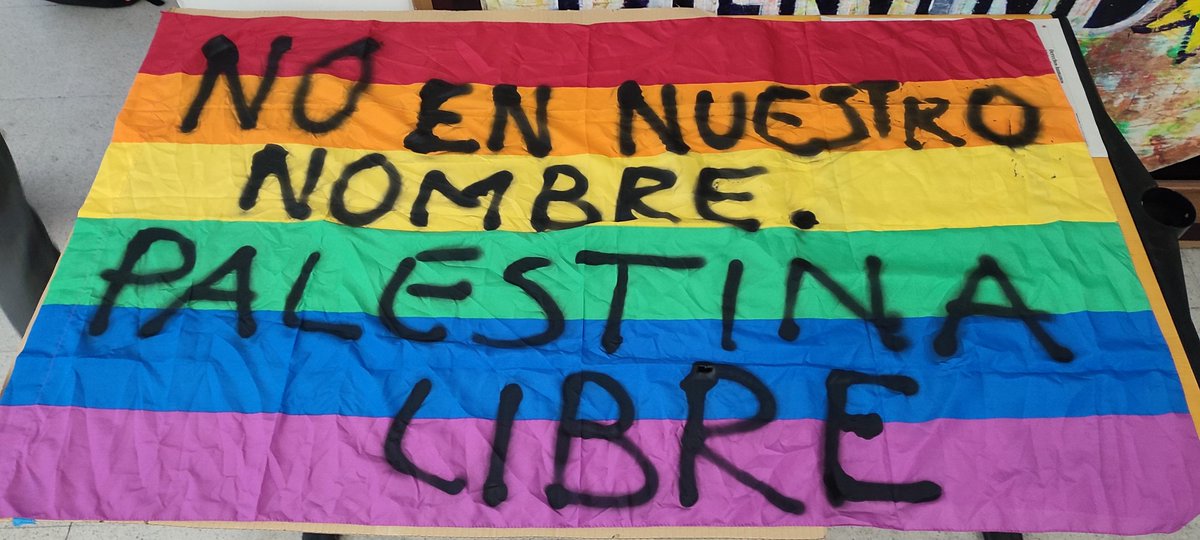 NO EN NUESTRO
NOMBRE.
PALESTINA
LIBRE